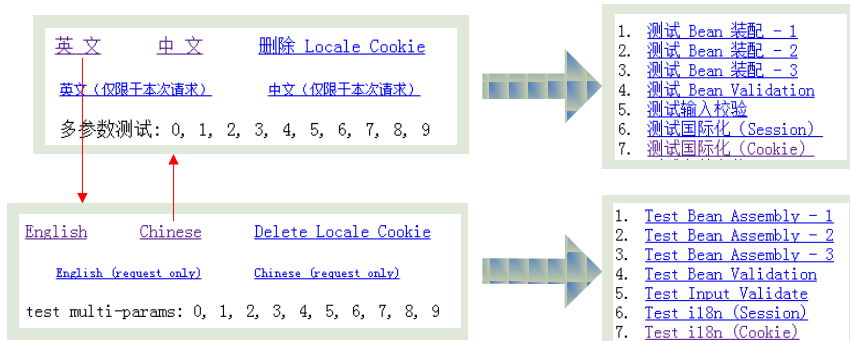 英 文 中 文 删除 Locale Cookie
英文(仅限于本次请求) 中文(仅限于本次请求)
多参数测试: 0, 1, 2, 3, 4, 5, 6, 7, 8, 9
1. 测试 Bean 装配 - 1
2. 测试 Bean 装配 - 2
3. 测试 Bean 装配 - 3
4. 测试 Bean Validation
5. 测试输入校验
6. 测试国际化 (Session)
7. 测试国际化 (Cookie)
English Chinese Delete Locale Cookie
English (request only) Chinese (request only)
test multi-params: 0, 1, 2, 3, 4, 5, 6, 7, 8, 9
1. Test Bean Assembly - 1
2. Test Bean Assembly - 2
3. Test Bean Assembly - 3
4. Test Bean Validation
5. Test Input Validate
6. Test i18n (Session)
7. Test i18n (Cookie)